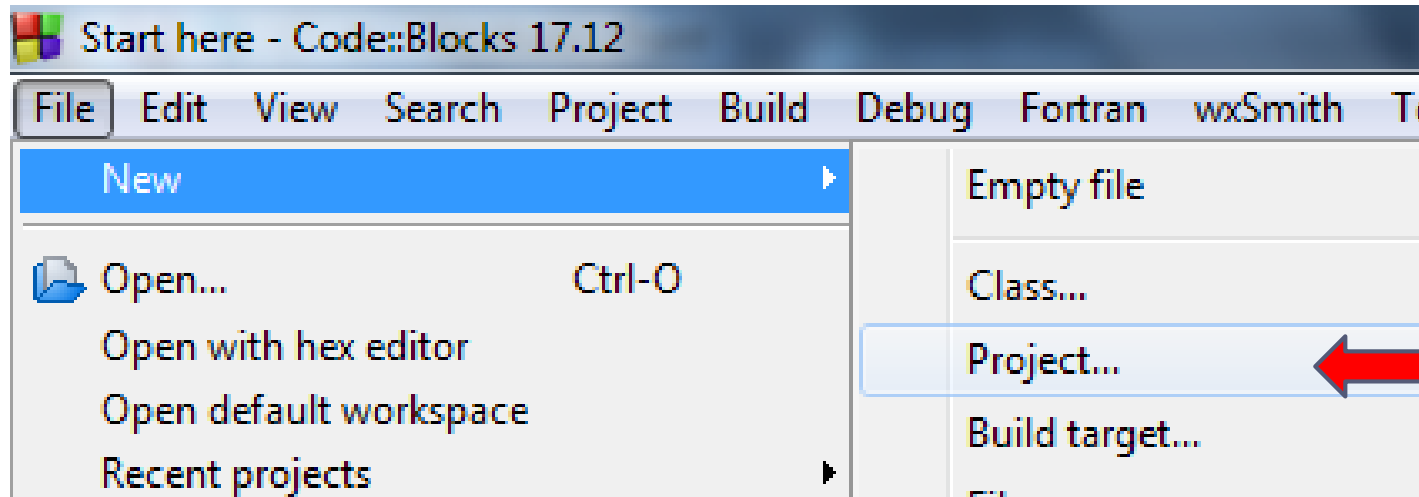 Start here - Code::Blocks 17.12
File Edit View Search Project Build Debug Fortran wxSmith
New
Empty file
Open... Ctrl-O
Class...
Open with hex editor
Project...
Open default workspace
Build target...
Recent projects